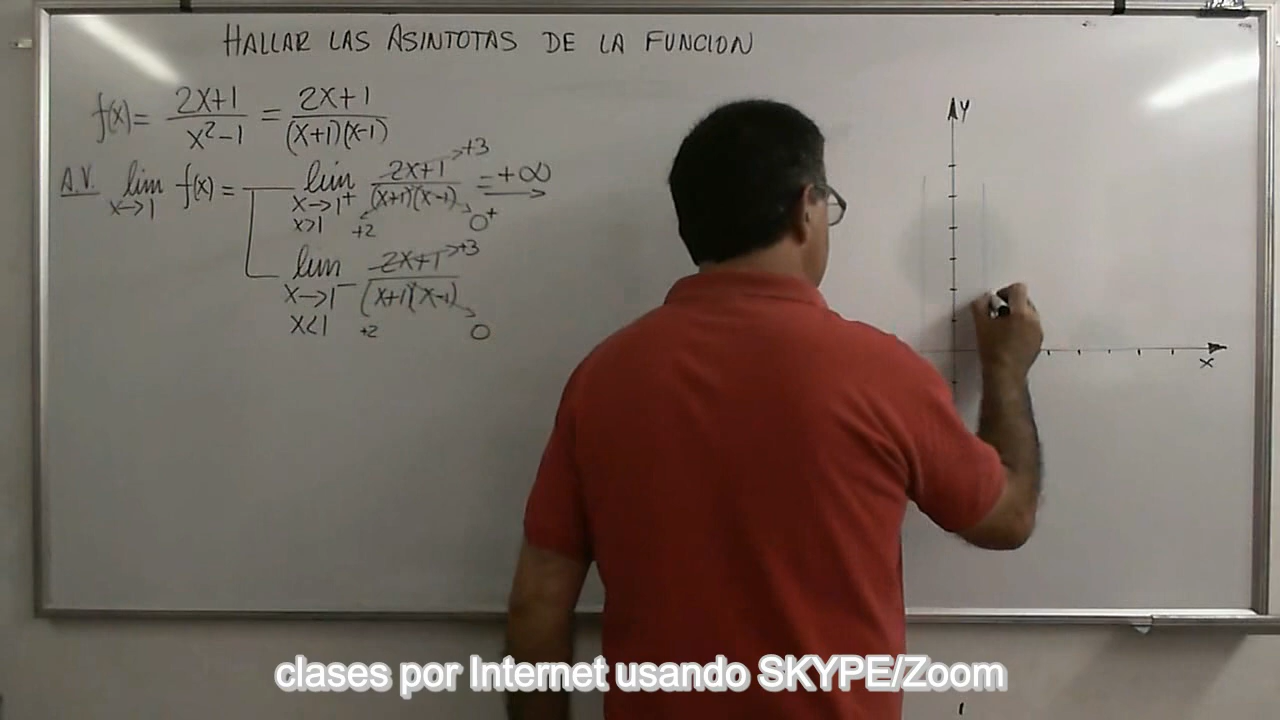 HALLAR LAS ASINTOTAS DE LA FUNCION
f(x) = 2x+1 / x²-1 = 2x+1 / (x+1)(x-1)
A.V. lim x→1 f(x) = lim x→1⁺ x>1 2x+1 / (x+1)(x-1) = +∞
+3
+2 0⁺
lim x→1⁻ x<1 2x+1 / (x+1)(x-1)
+3
+2 0
Y
X
clases por Internet usando SKYPE/Zoom